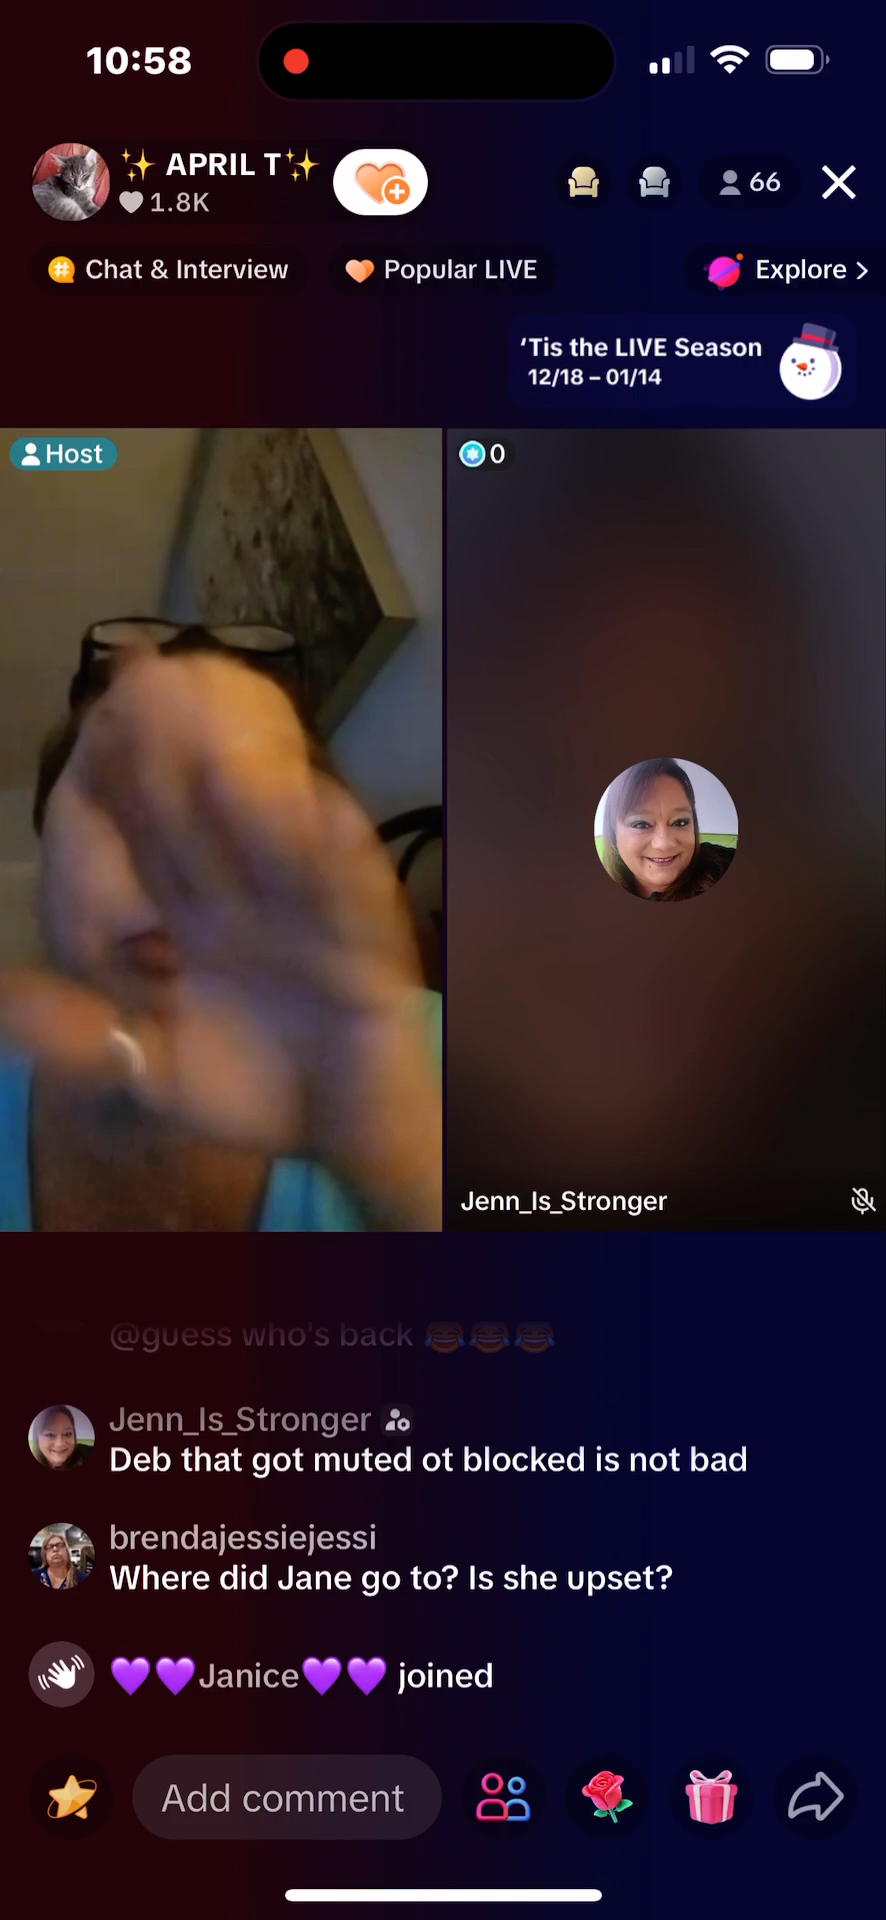 10:58
✨ APRIL T✨
1.8K
66
Chat & Interview
Popular LIVE
Explore >
‘Tis the LIVE Season
12/18 – 01/14
Host
0
Jenn_Is_Stronger
@guess who's back 😂😂😂
Jenn_Is_Stronger
Deb that got muted ot blocked is not bad
brendajessiejessi
Where did Jane go to? Is she upset?
💜💜Janice💜💜 joined
Add comment